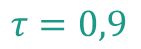 τ = 0,9